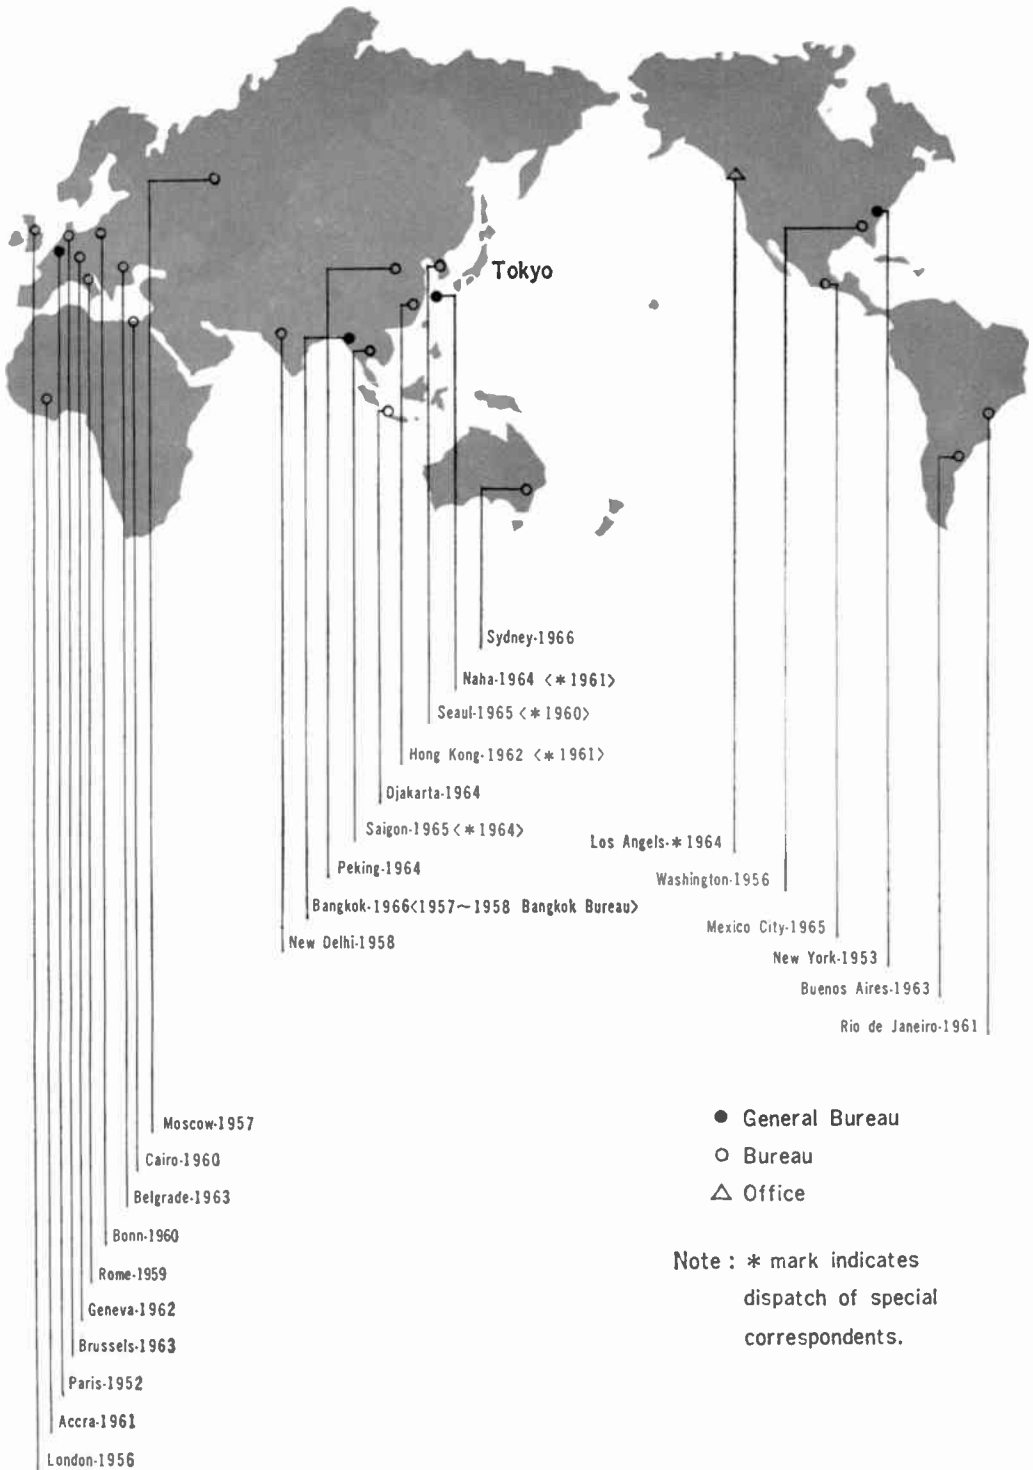 Tokyo
Sydney-1966
Naha-1964 <*1961>
Seaul-1965 <*1960>
Hong Kong-1962 <*1961>
Djakarta-1964
Saigon-1965 <*1964>
Los Angels-*1964
Peking-1964
Washington-1956
Bangkok-1966<1957~1958 Bangkok Bureau>
Mexico City-1965
New Delhi-1958
New York-1953
Buenos Aires-1963
Rio de Janeiro-1961
Moscow-1957
Cairo-1960
Belgrade-1963
Bonn-1960
Rome-1959
Geneva-1962
Brussels-1963
Paris-1952
Accra-1961
London-1956
● General Bureau
○ Bureau
△ Office
Note : * mark indicates
dispatch of special
correspondents.